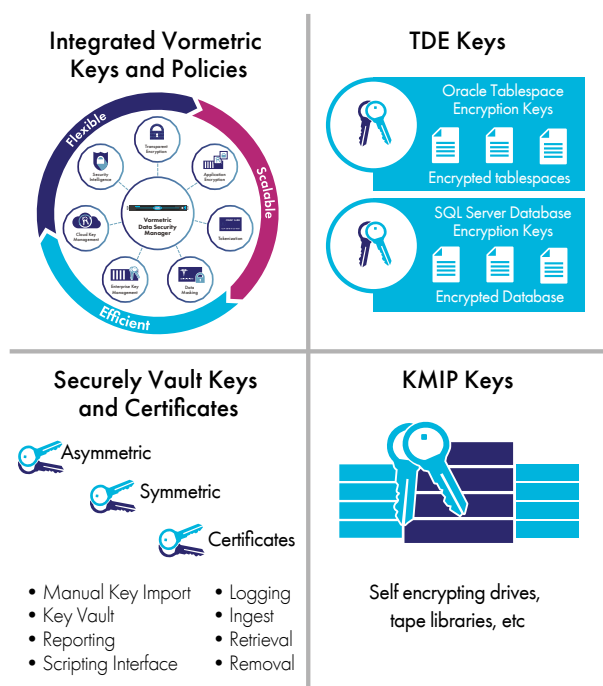 Integrated Vormetric
Keys and Policies
Flexible
Scalable
Efficient
Transparent
Encryption
Security
Intelligence
Application
Encryption
Cloud Key
Management
Vormetric
Data Security
Manager
Tokenization
Enterprise Key
Management
Data
Masking
TDE Keys
Oracle Tablespace
Encryption Keys
Encrypted tablespaces
SQL Server Database
Encryption Keys
Encrypted Database
Securely Vault Keys
and Certificates
Asymmetric
Symmetric
Certificates
• Manual Key Import
• Key Vault
• Reporting
• Scripting Interface
• Logging
• Ingest
• Retrieval
• Removal
KMIP Keys
Self encrypting drives,
tape libraries, etc